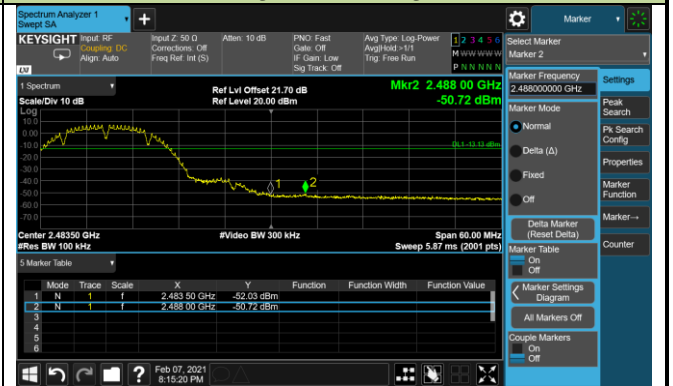 Spectrum Analyzer 1
Swept SA
Marker
KEYSIGHT
Input: RF
Coupling: DC
Align: Auto
Input Z: 50 Ω
Corrections: Off
Freq Ref: Int (S)
Atten: 10 dB
PNO: Fast
Gate: Off
IF Gain: Low
Sig Track: Off
Avg Type: Log-Power
Avg|Hold:>1/1
Trig: Free Run
1 2 3 4 5 6
M W W W W W
P N N N N N
Select Marker
Marker 2
1 Spectrum
Scale/Div 10 dB
Log
Ref Lvl Offset 21.70 dB
Ref Level 20.00 dBm
Mkr2 2.488 00 GHz
-50.72 dBm
10.0
0.00
-10.0
-20.0
-30.0
-40.0
-50.0
-60.0
-70.0
DL1 -13.13 dBm
1
2
Center 2.48350 GHz
#Res BW 100 kHz
#Video BW 300 kHz
Span 60.00 MHz
Sweep 5.87 ms (2001 pts)
5 Marker Table
Mode Trace Scale X Y Function Function Width Function Value
1 N 1 f 2.483 50 GHz -52.03 dBm
2 N 1 f 2.488 00 GHz -50.72 dBm
3
4
5
6
Feb 07, 2021
8:15:20 PM
Marker Frequency
2.488000000 GHz
Marker Mode
Normal
Delta (Δ)
Fixed
Off
Delta Marker
(Reset Delta)
Marker Table
On
Off
Marker Settings
Diagram
All Markers Off
Couple Markers
On
Off
Settings
Peak
Search
Pk Search
Config
Properties
Marker
Function
Marker→
Counter